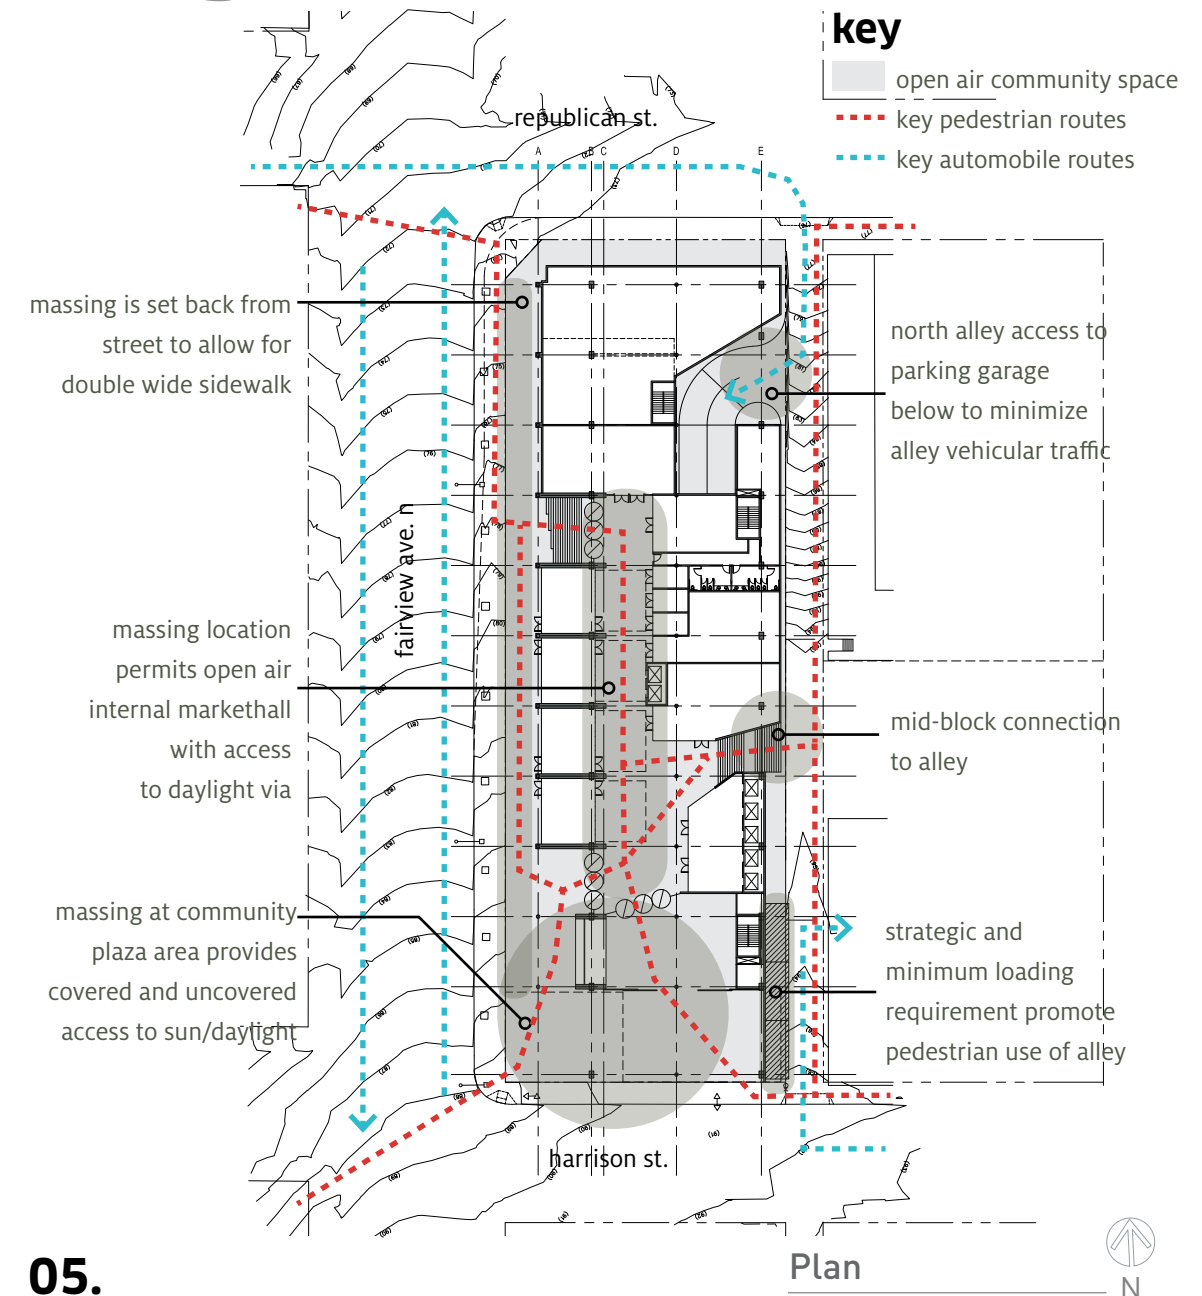 key
open air community space
key pedestrian routes
key automobile routes
republican st.
A
B
C
D
E
massing is set back from
street to allow for
double wide sidewalk
north alley access to
parking garage
below to minimize
alley vehicular traffic
fairview ave. n
massing location
permits open air
internal markethall
with access
to daylight via
mid-block connection
to alley
massing at community
plaza area provides
covered and uncovered
access to sun/daylight
strategic and
minimum loading
requirement promote
pedestrian use of alley
harrison st.
05.
Plan
N